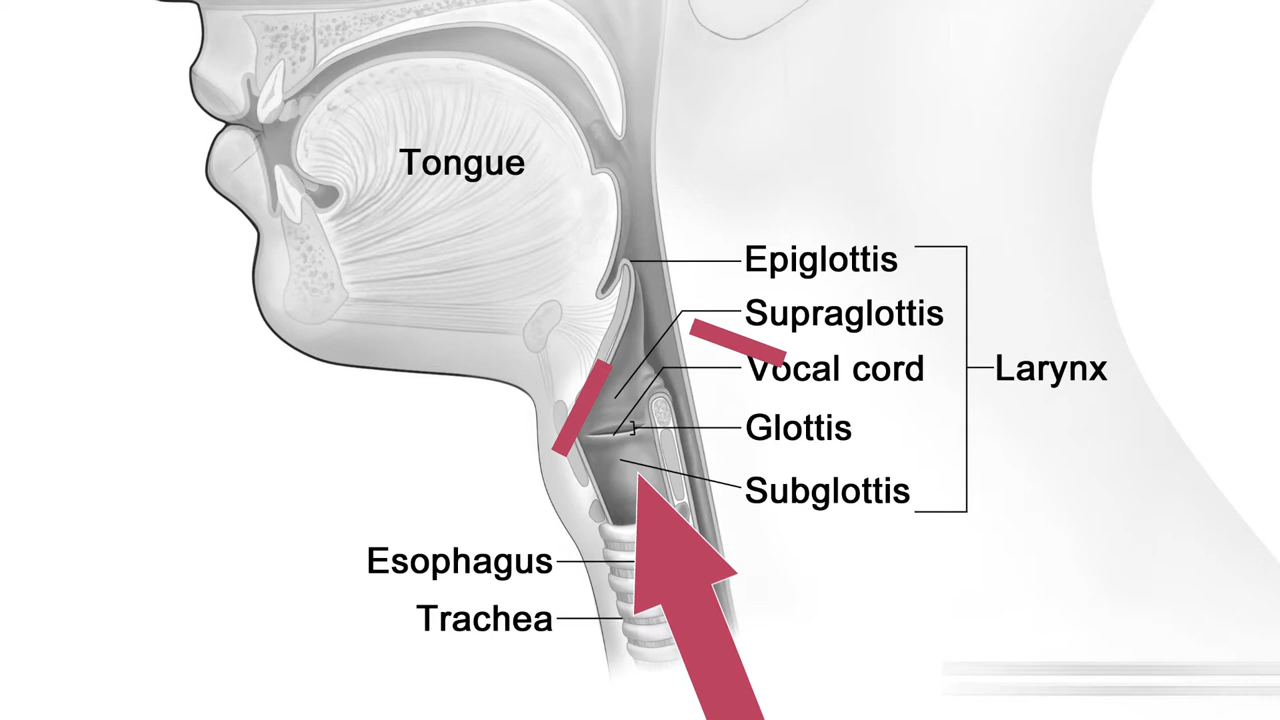 Tongue
Epiglottis
Supraglottis
Vocal cord
Larynx
Glottis
Subglottis
Esophagus
Trachea